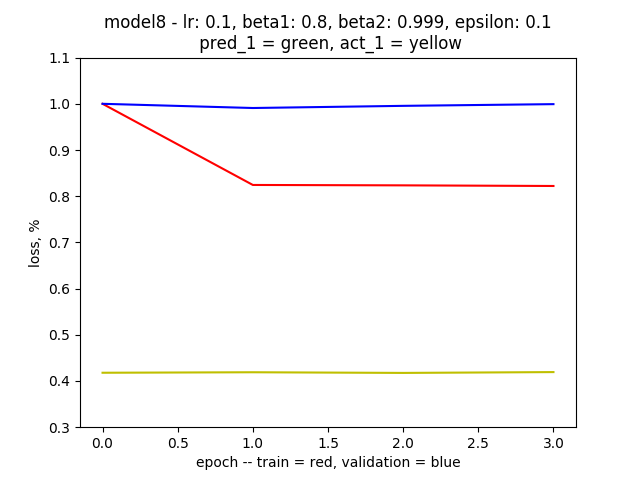 model8 - lr: 0.1, beta1: 0.8, beta2: 0.999, epsilon: 0.1
pred_1 = green, act_1 = yellow
1.1
1.0
0.9
0.8
0.7
0.6
0.5
0.4
0.3
loss, %
0.0 0.5 1.0 1.5 2.0 2.5 3.0
epoch -- train = red, validation = blue